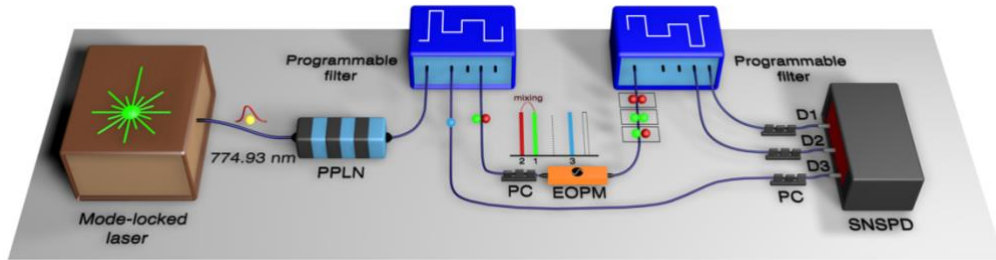 Programmable
filter
Programmable
filter
mixing
D1
D2
D3
774.93 nm
PPLN
2 1 3
PC
EOPM
PC
SNSPD
Mode-locked
laser